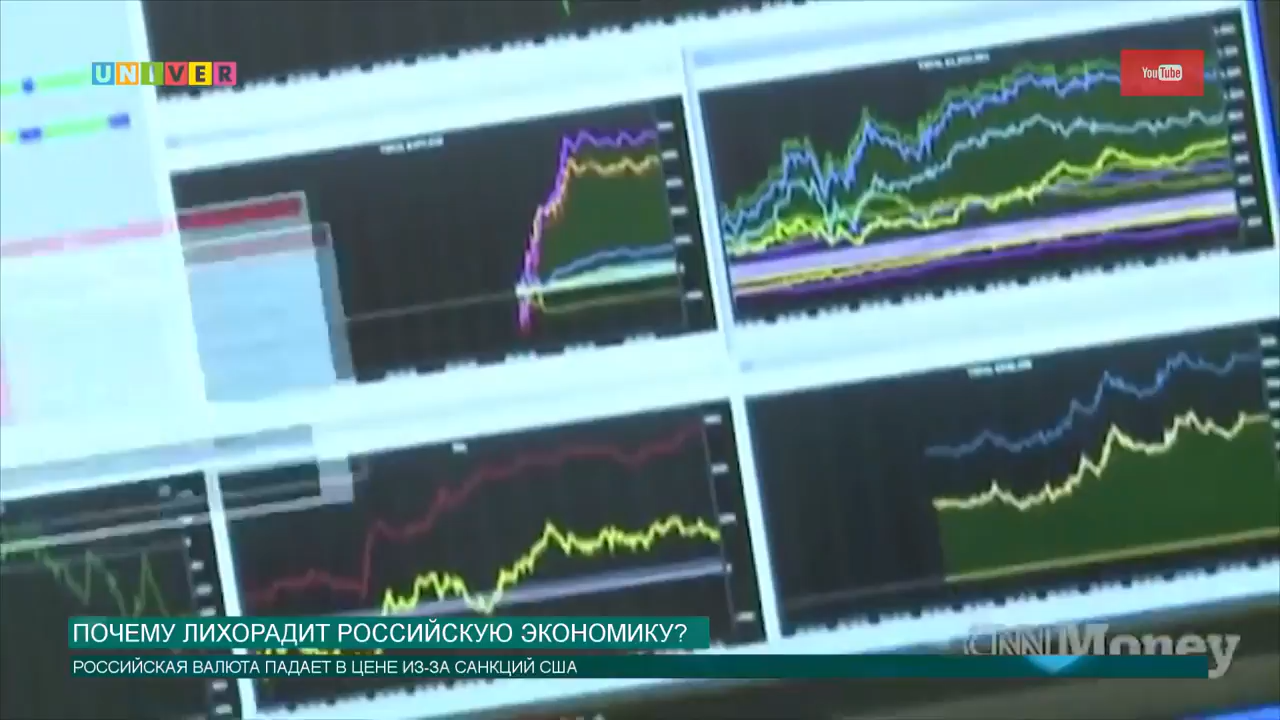 UNIVER
YouTube
ПОЧЕМУ ЛИХОРАДИТ РОССИЙСКУЮ ЭКОНОМИКУ?
РОССИЙСКАЯ ВАЛЮТА ПАДАЕТ В ЦЕНЕ ИЗ-ЗА САНКЦИЙ США
CNNMoney